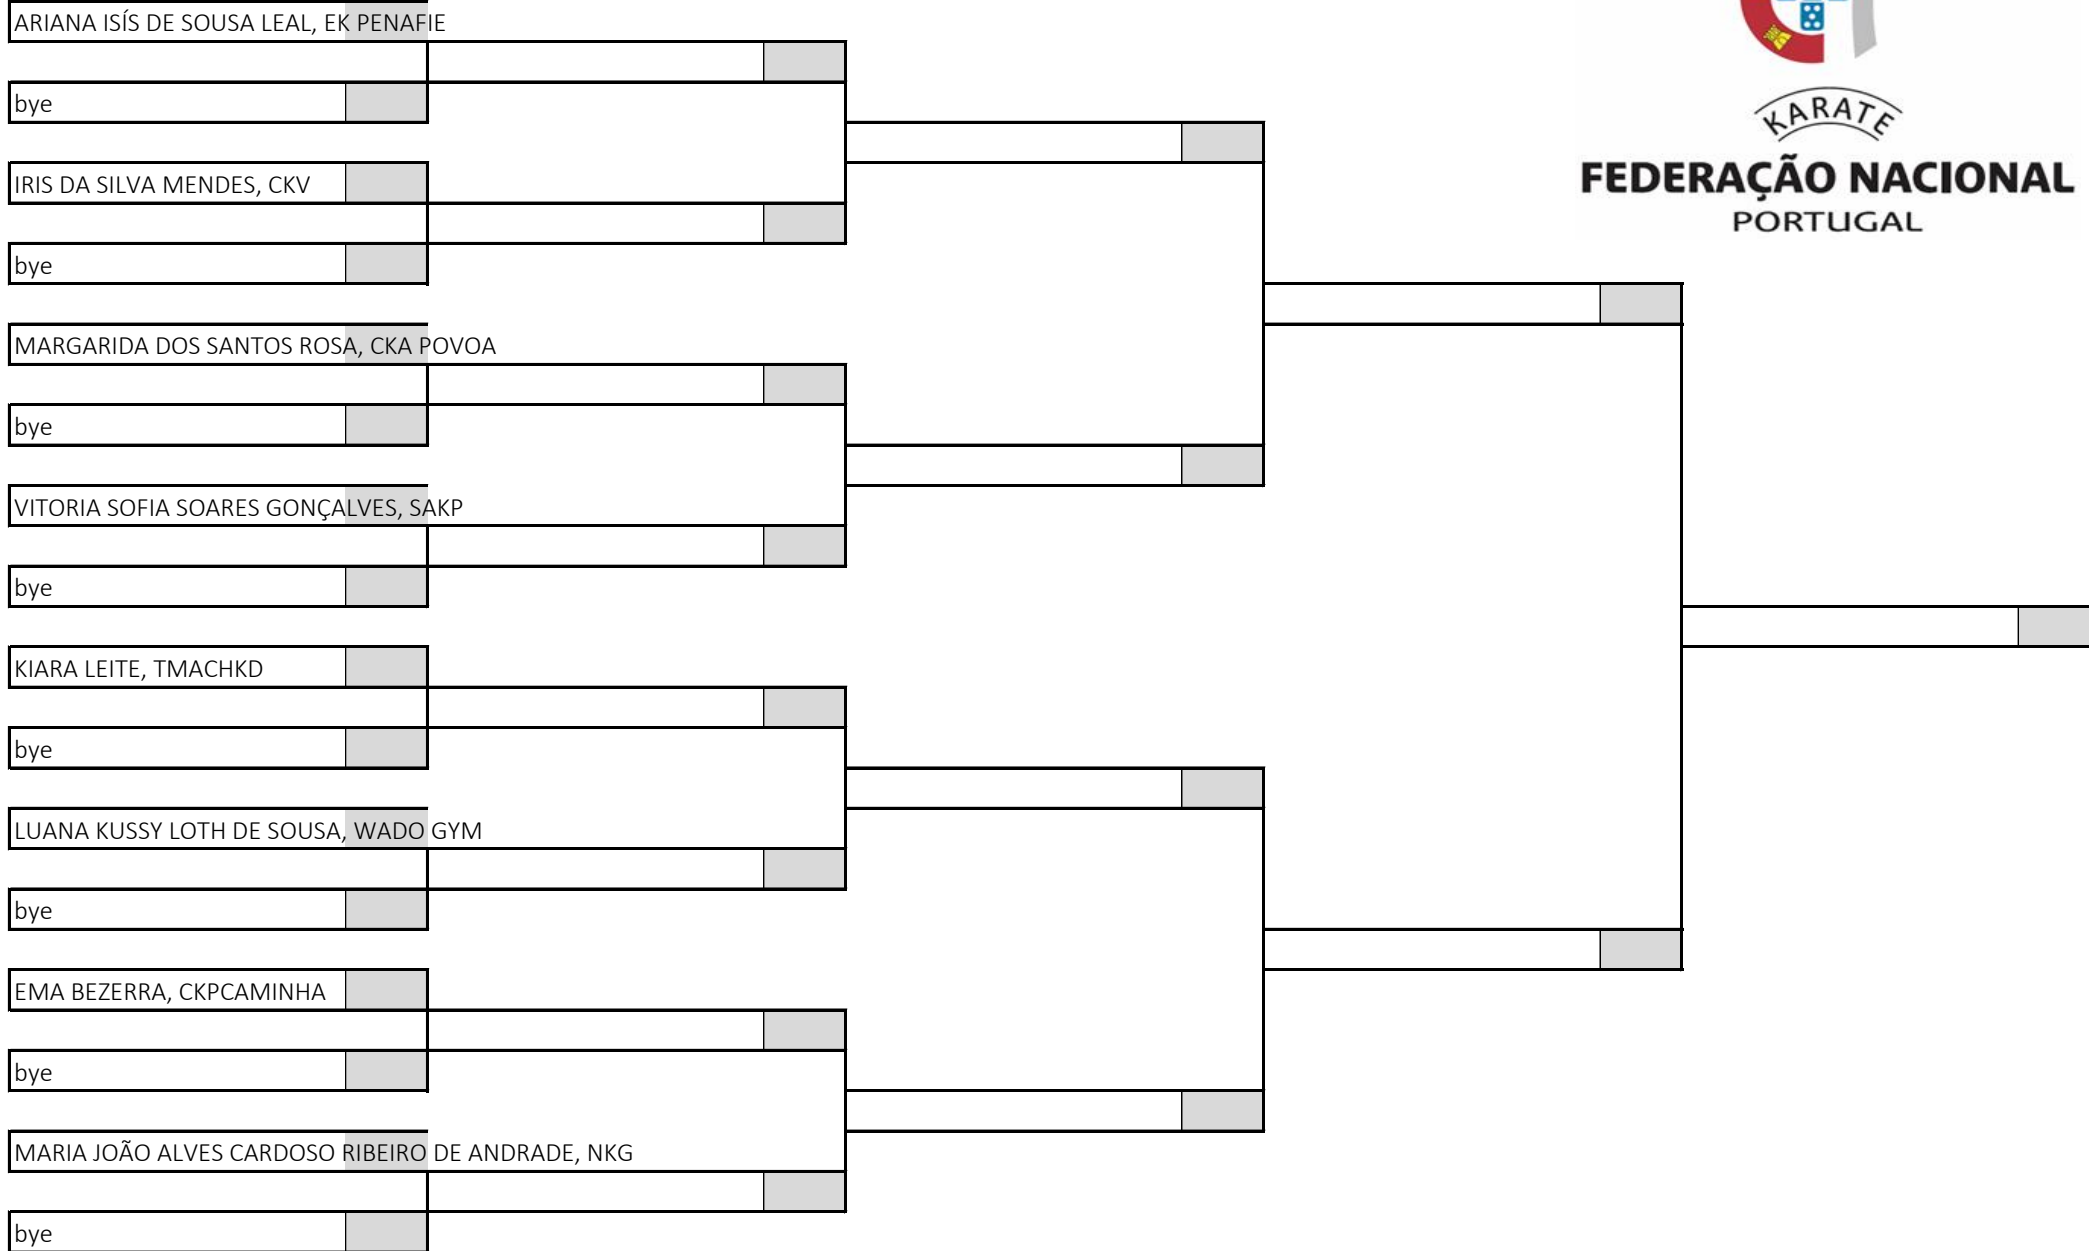 ARIANA ISÍS DE SOUSA LEAL, EK PENAFIE
bye
IRIS DA SILVA MENDES, CKV
bye
MARGARIDA DOS SANTOS ROSA, CKA POVOA
bye
VITORIA SOFIA SOARES GONÇALVES, SAKP
bye
KIARA LEITE, TMACHKD
bye
LUANA KUSSY LOTH DE SOUSA, WADO GYM
bye
EMA BEZERRA, CKPCAMINHA
bye
MARIA JOÃO ALVES CARDOSO RIBEIRO DE ANDRADE, NKG
bye
KARATE
FEDERAÇÃO NACIONAL
PORTUGAL